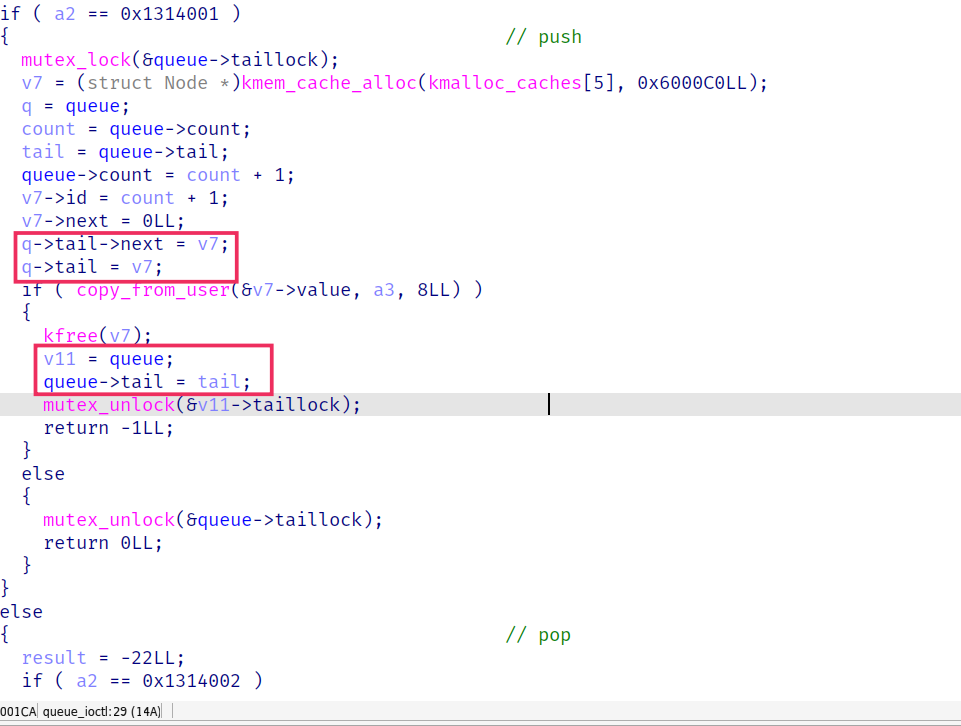 if ( a2 == 0x1314001 )
{ // push
mutex_lock(&queue->taillock);
v7 = (struct Node *)kmem_cache_alloc(kmalloc_caches[5], 0x6000C0LL);
q = queue;
count = queue->count;
tail = queue->tail;
queue->count = count + 1;
v7->id = count + 1;
v7->next = 0LL;
q->tail->next = v7;
q->tail = v7;
if ( copy_from_user(&v7->value, a3, 8LL) )
{
kfree(v7);
v11 = queue;
queue->tail = tail;
mutex_unlock(&v11->taillock);
return -1LL;
}
else
{
mutex_unlock(&queue->taillock);
return 0LL;
}
}
else
{ // pop
result = -22LL;
if ( a2 == 0x1314002 )
001CA queue_ioctl:29 (14A)